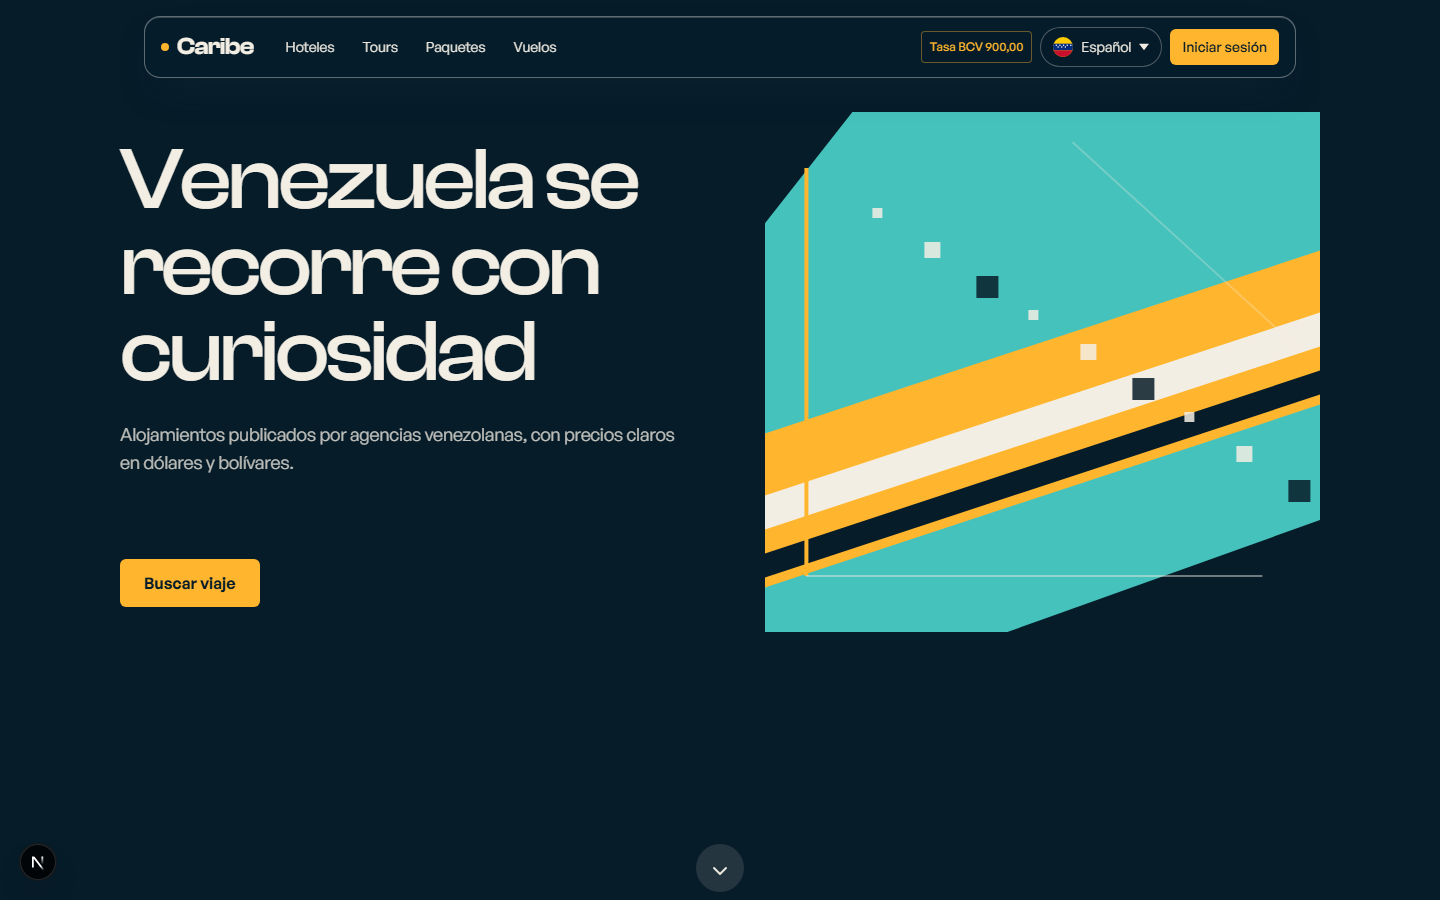 Caribe
Hoteles
Tours
Paquetes
Vuelos
Tasa BCV 900,00
Español
Iniciar sesión
Venezuela se
recorre con
curiosidad
Alojamientos publicados por agencias venezolanas, con precios claros
en dólares y bolívares.
Buscar viaje
N